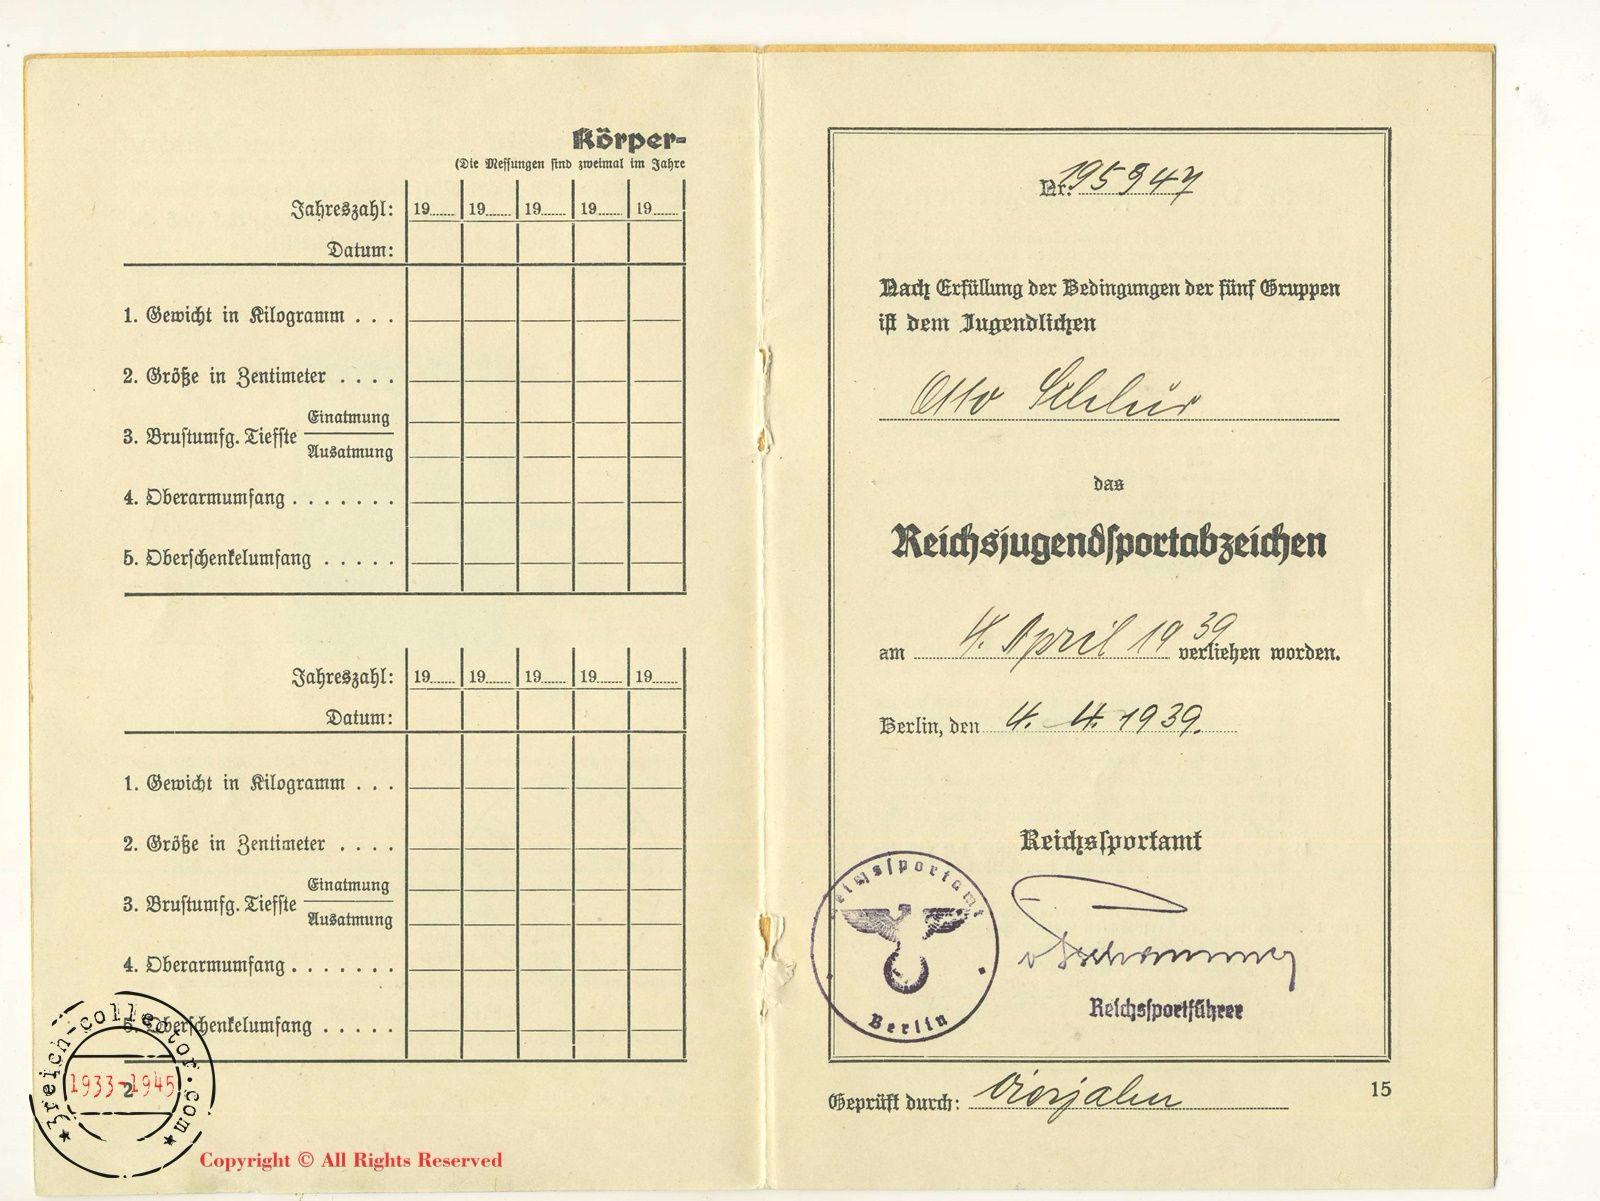 Körper-
(Die Messungen sind zweimal im Jahre
Jahreszahl: 19 19 19 19 19
Datum:
1. Gewicht in Kilogramm . . .
2. Größe in Zentimeter . . . .
3. Brustumfg. Tiefste Einatmung
Ausatmung
4. Oberarmumfang . . . . . . .
5. Oberschenkelumfang . . . . .
Jahreszahl: 19 19 19 19 19
Datum:
1. Gewicht in Kilogramm . . .
2. Größe in Zentimeter . . . .
3. Brustumfg. Tiefste Einatmung
Ausatmung
4. Oberarmumfang . . . . . . .
5. Oberschenkelumfang . . . . .
2
3reich-collector.com
1933-1945
Copyright © All Rights Reserved
Nr. 195947
Nach Erfüllung der Bedingungen der fünf Gruppen
ist dem Jugendlichen
Otto
das
Reichsjugendsportabzeichen
am 4. April 1939 verliehen worden.
Berlin, den 4. 4. 1939.
Reichssportamt
Reichssportamt
Berlin
Reichssportführer
Geprüft durch:
15